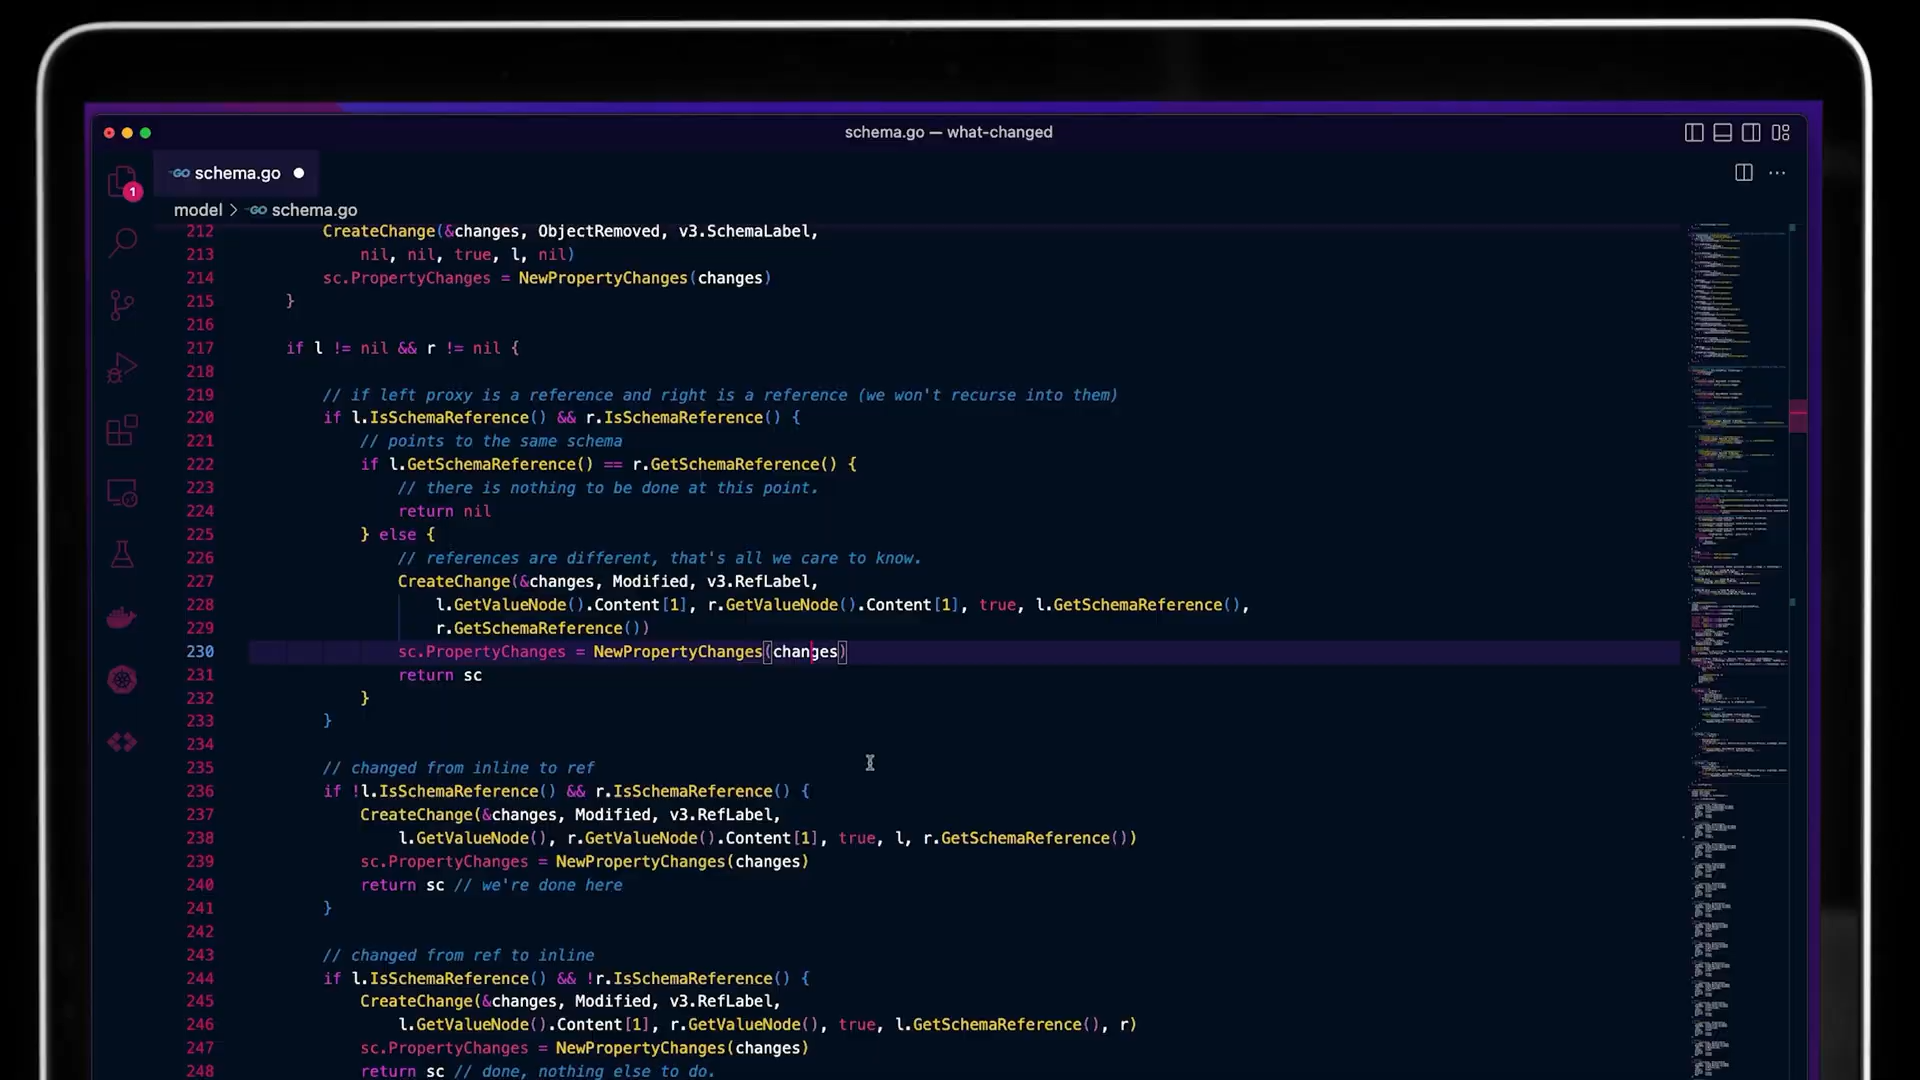 schema.go — what-changed
GO schema.go
1
model > GO schema.go
212 CreateChange(&changes, ObjectRemoved, v3.SchemaLabel,
213 nil, nil, true, l, nil)
214 sc.PropertyChanges = NewPropertyChanges(changes)
215 }
216
217 if l != nil && r != nil {
218
219 // if left proxy is a reference and right is a reference (we won't recurse into them)
220 if l.IsSchemaReference() && r.IsSchemaReference() {
221 // points to the same schema
222 if l.GetSchemaReference() == r.GetSchemaReference() {
223 // there is nothing to be done at this point.
224 return nil
225 } else {
226 // references are different, that's all we care to know.
227 CreateChange(&changes, Modified, v3.RefLabel,
228 l.GetValueNode().Content[1], r.GetValueNode().Content[1], true, l.GetSchemaReference(),
229 r.GetSchemaReference())
230 sc.PropertyChanges = NewPropertyChanges(changes)
231 return sc
232 }
233 }
234
235 // changed from inline to ref
236 if !l.IsSchemaReference() && r.IsSchemaReference() {
237 CreateChange(&changes, Modified, v3.RefLabel,
238 l.GetValueNode(), r.GetValueNode().Content[1], true, l, r.GetSchemaReference())
239 sc.PropertyChanges = NewPropertyChanges(changes)
240 return sc // we're done here
241 }
242
243 // changed from ref to inline
244 if l.IsSchemaReference() && !r.IsSchemaReference() {
245 CreateChange(&changes, Modified, v3.RefLabel,
246 l.GetValueNode().Content[1], r.GetValueNode(), true, l.GetSchemaReference(), r)
247 sc.PropertyChanges = NewPropertyChanges(changes)
248 return sc // done, nothing else to do.